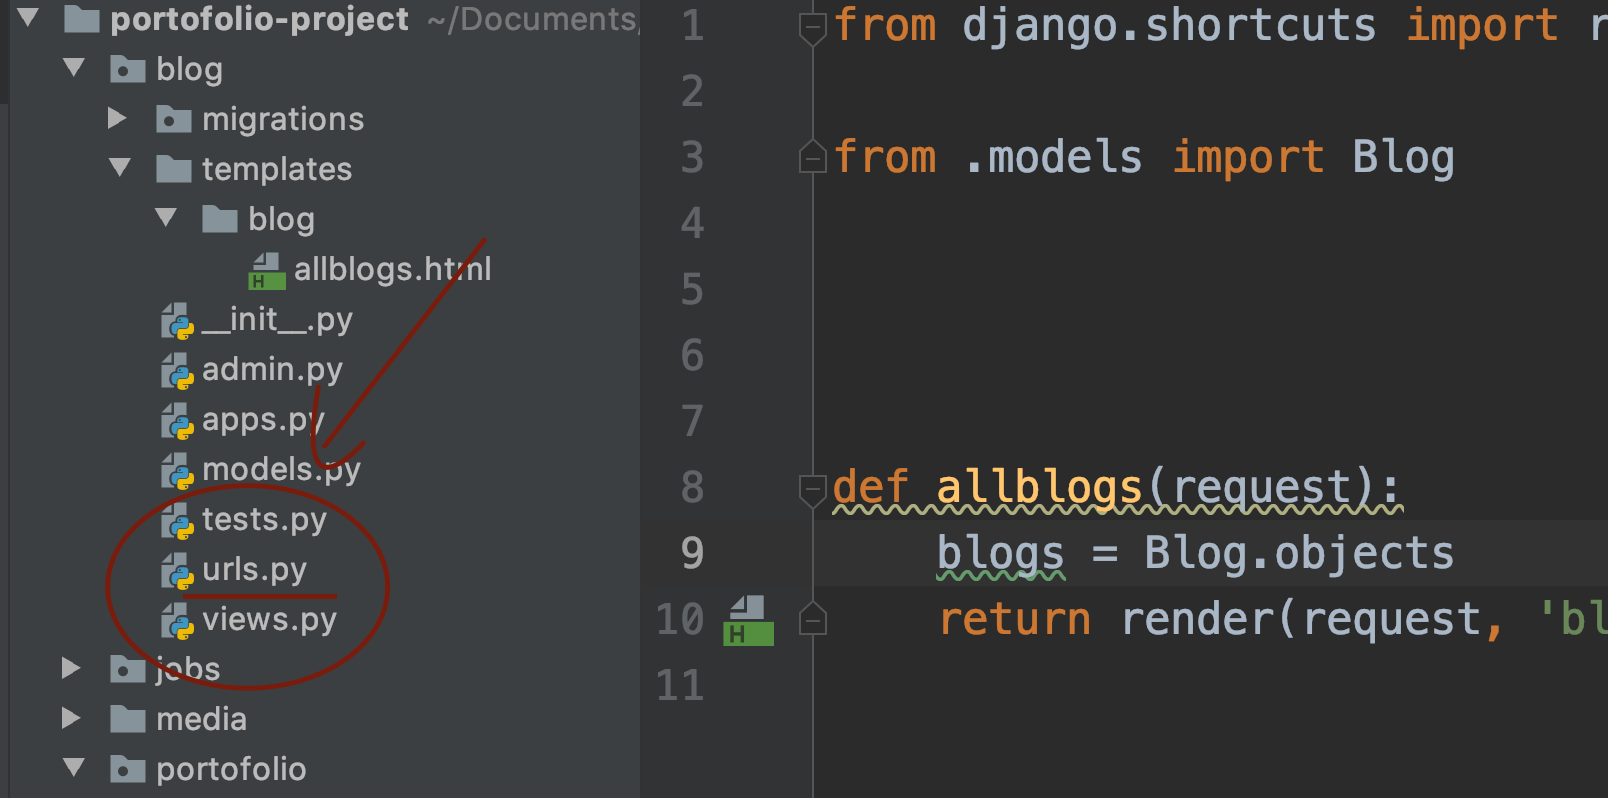 portofolio-project ~/Documents/
blog
migrations
templates
blog
allblogs.html
__init__.py
admin.py
apps.py
models.py
tests.py
urls.py
views.py
jobs
media
portofolio
1 from django.shortcuts import r
2
3 from .models import Blog
4
5
6
7
8 def allblogs(request):
9 blogs = Blog.objects
10 return render(request, 'bl
11
H
H